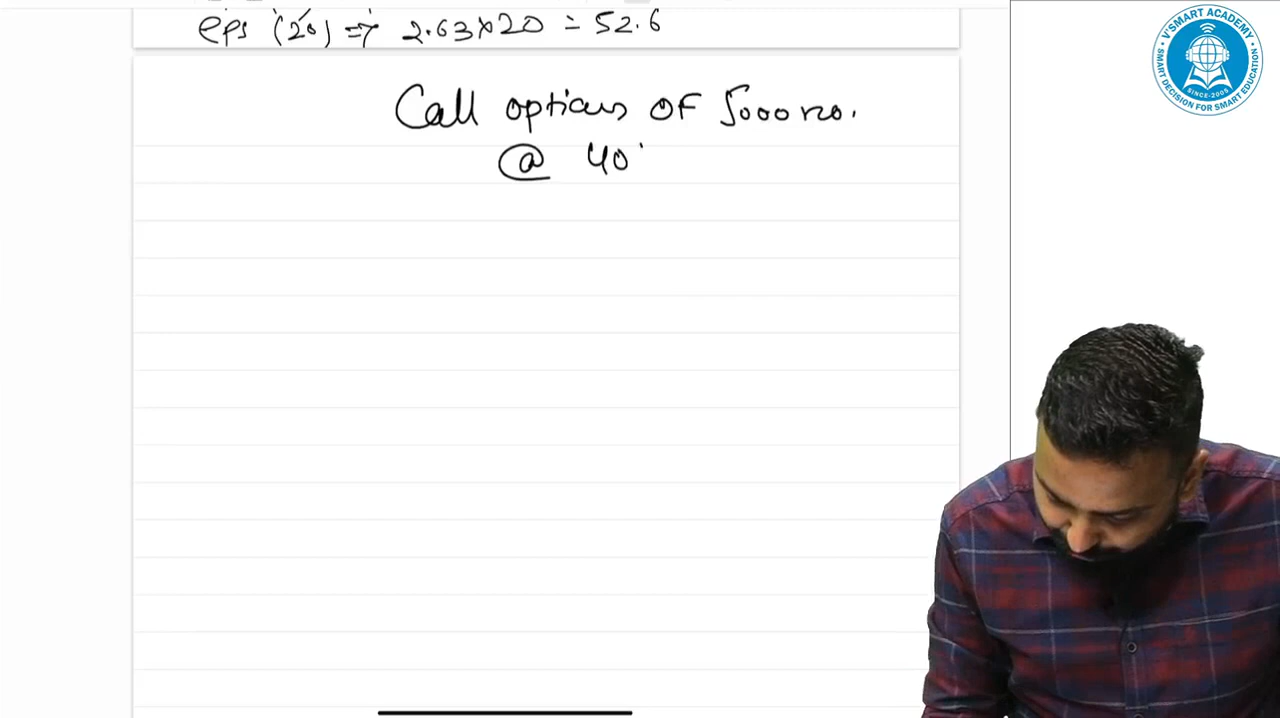 eps (20) => 2.63×20 = 52.6
Call options of 5000 no.
@ 40
V'SMART ACADEMY
SINCE-2005
SMART DECISION FOR SMART EDUCATION